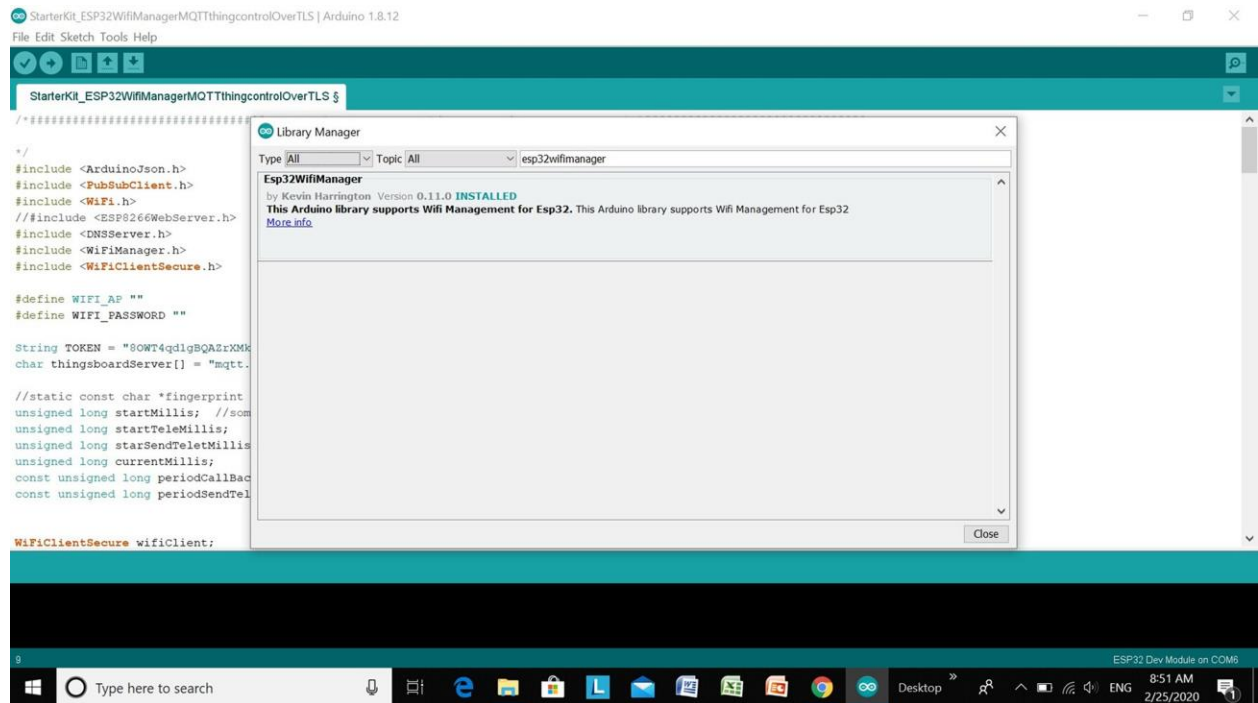 StarterKit_ESP32WifiManagerMQTTthingcontrolOverTLS | Arduino 1.8.12
File Edit Sketch Tools Help
StarterKit_ESP32WifiManagerMQTTthingcontrolOverTLS §
*/
#include <ArduinoJson.h>
#include <PubSubClient.h>
#include <WiFi.h>
//#include <ESP8266WebServer.h>
#include <DNSServer.h>
#include <WiFiManager.h>
#include <WiFiClientSecure.h>
#define WIFI_AP ""
#define WIFI_PASSWORD ""
String TOKEN = "8OWT4qdlgBQAZrXMk
char thingsboardServer[] = "mqtt.
//static const char *fingerprint
unsigned long startMillis; //som
unsigned long startTeleMillis;
unsigned long starSendTeletMillis
unsigned long currentMillis;
const unsigned long periodCallBac
const unsigned long periodSendTel
WiFiClientSecure wifiClient;
Library Manager
Type All Topic All esp32wifimanager
Esp32WifiManager
by Kevin Harrington Version 0.11.0 INSTALLED
This Arduino library supports Wifi Management for Esp32. This Arduino library supports Wifi Management for Esp32
More info
Close
9 ESP32 Dev Module on COM6
Type here to search
L
Desktop
ENG
8:51 AM
2/25/2020
1